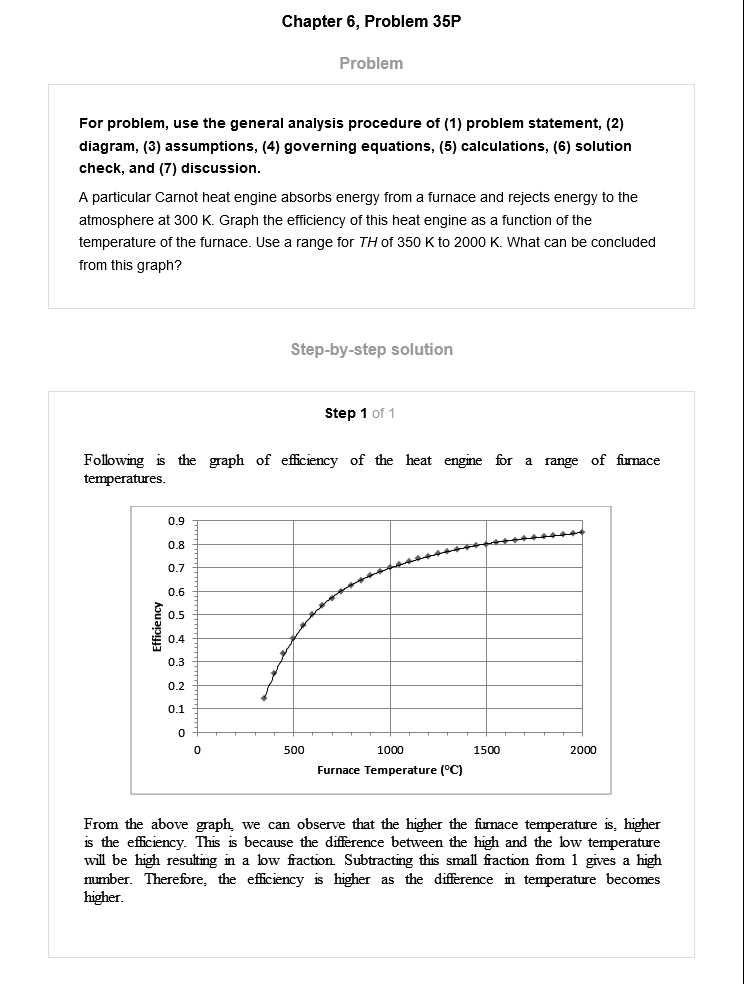 Chapter 6, Problem 35P
Problem
For problem, use the general analysis procedure of (1) problem statement, (2)
diagram, (3) assumptions, (4) governing equations, (5) calculations, (6) solution
check, and (7) discussion.
A particular Carnot heat engine absorbs energy from a furnace and rejects energy to the
atmosphere at 300 K. Graph the efficiency of this heat engine as a function of the
temperature of the furnace. Use a range for TH of 350 K to 2000 K. What can be concluded
from this graph?
Step-by-step solution
Step 1 of 1
Following is the graph of efficiency of the heat engine for a range of furnace
temperatures.
0.9
0.8
0.7
0.6
0.5
0.4
0.3
0.2
0.1
0
Efficiency
0 500 1000 1500 2000
Furnace Temperature (°C)
From the above graph, we can observe that the higher the furnace temperature is, higher
is the efficiency. This is because the difference between the high and the low temperature
will be high resulting in a low fraction. Subtracting this small fraction from 1 gives a high
number. Therefore, the efficiency is higher as the difference in temperature becomes
higher.